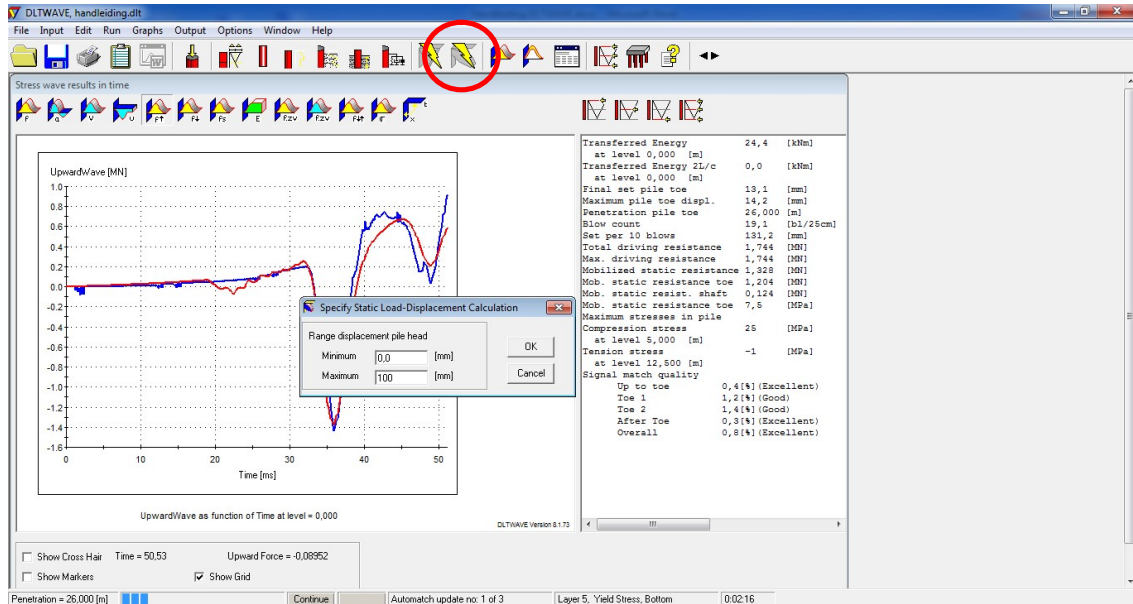 DLTWAVE, handleiding.dlt
File Input Edit Run Graphs Output Options Window Help
Stress wave results in time
F a v u F↑ F↓ Fs E F,zv F,zv F↓↑ σ x t
UpwardWave [MN]
1.0
0.8
0.6
0.4
0.2
0.0
-0.2
-0.4
-0.6
-0.8
-1.0
-1.2
-1.4
-1.6
0 10 20 30 40 50
Time [ms]
UpwardWave as function of Time at level = 0,000
DLTWAVE Version 8.1.73
Specify Static Load-Displacement Calculation
Range displacement pile head
Minimum 0,0 [mm]
Maximum 100 [mm]
OK
Cancel
Transferred Energy 24,4 [kNm]
at level 0,000 [m]
Transferred Energy 2L/c 0,0 [kNm]
at level 0,000 [m]
Final set pile toe 13,1 [mm]
Maximum pile toe displ. 14,2 [mm]
Penetration pile toe 26,000 [m]
Blow count 19,1 [bl/25cm]
Set per 10 blows 131,2 [mm]
Total driving resistance 1,744 [MN]
Max. driving resistance 1,744 [MN]
Mobilized static resistance 1,328 [MN]
Mob. static resistance toe 1,204 [MN]
Mob. static resist. shaft 0,124 [MN]
Mob. static resistance toe 7,5 [MPa]
Maximum stresses in pile
Compression stress 25 [MPa]
at level 5,000 [m]
Tension stress -1 [MPa]
at level 12,500 [m]
Signal match quality
Up to toe 0,4[%](Excellent)
Toe 1 1,2[%](Good)
Toe 2 1,4[%](Good)
After Toe 0,3[%](Excellent)
Overall 0,8[%](Excellent)
Show Cross Hair Time = 50,53 Upward Force = -0,08952
Show Markers Show Grid
Penetration = 26,000 [m] Continue Automatch update no: 1 of 3 Layer 5, Yield Stress, Bottom 0:02:16